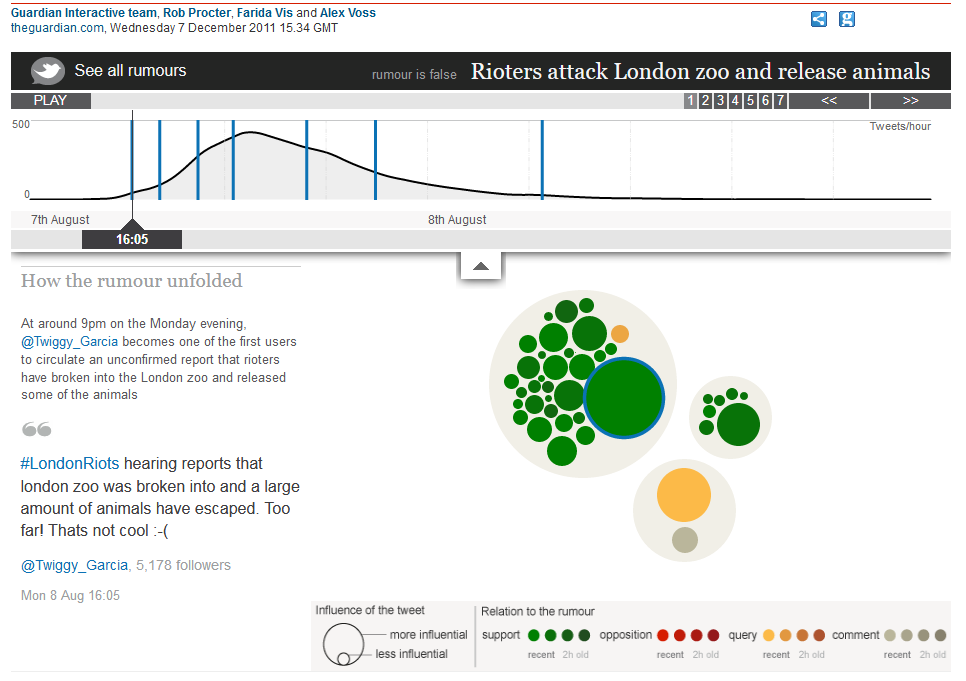 Guardian Interactive team, Rob Procter, Farida Vis and Alex Voss
theguardian.com, Wednesday 7 December 2011 15.34 GMT
g
See all rumours
rumour is false
Rioters attack London zoo and release animals
PLAY
1 2 3 4 5 6 7 << >>
500
Tweets/hour
0
7th August
8th August
16:05
How the rumour unfolded
At around 9pm on the Monday evening,
@Twiggy_Garcia becomes one of the first users
to circulate an unconfirmed report that rioters
have broken into the London zoo and released
some of the animals
#LondonRiots hearing reports that
london zoo was broken into and a large
amount of animals have escaped. Too
far! Thats not cool :-(
@Twiggy_Garcia, 5,178 followers
Mon 8 Aug 16:05
Influence of the tweet
more influential
less influential
Relation to the rumour
support opposition query comment
recent 2h old recent 2h old recent 2h old recent 2h old